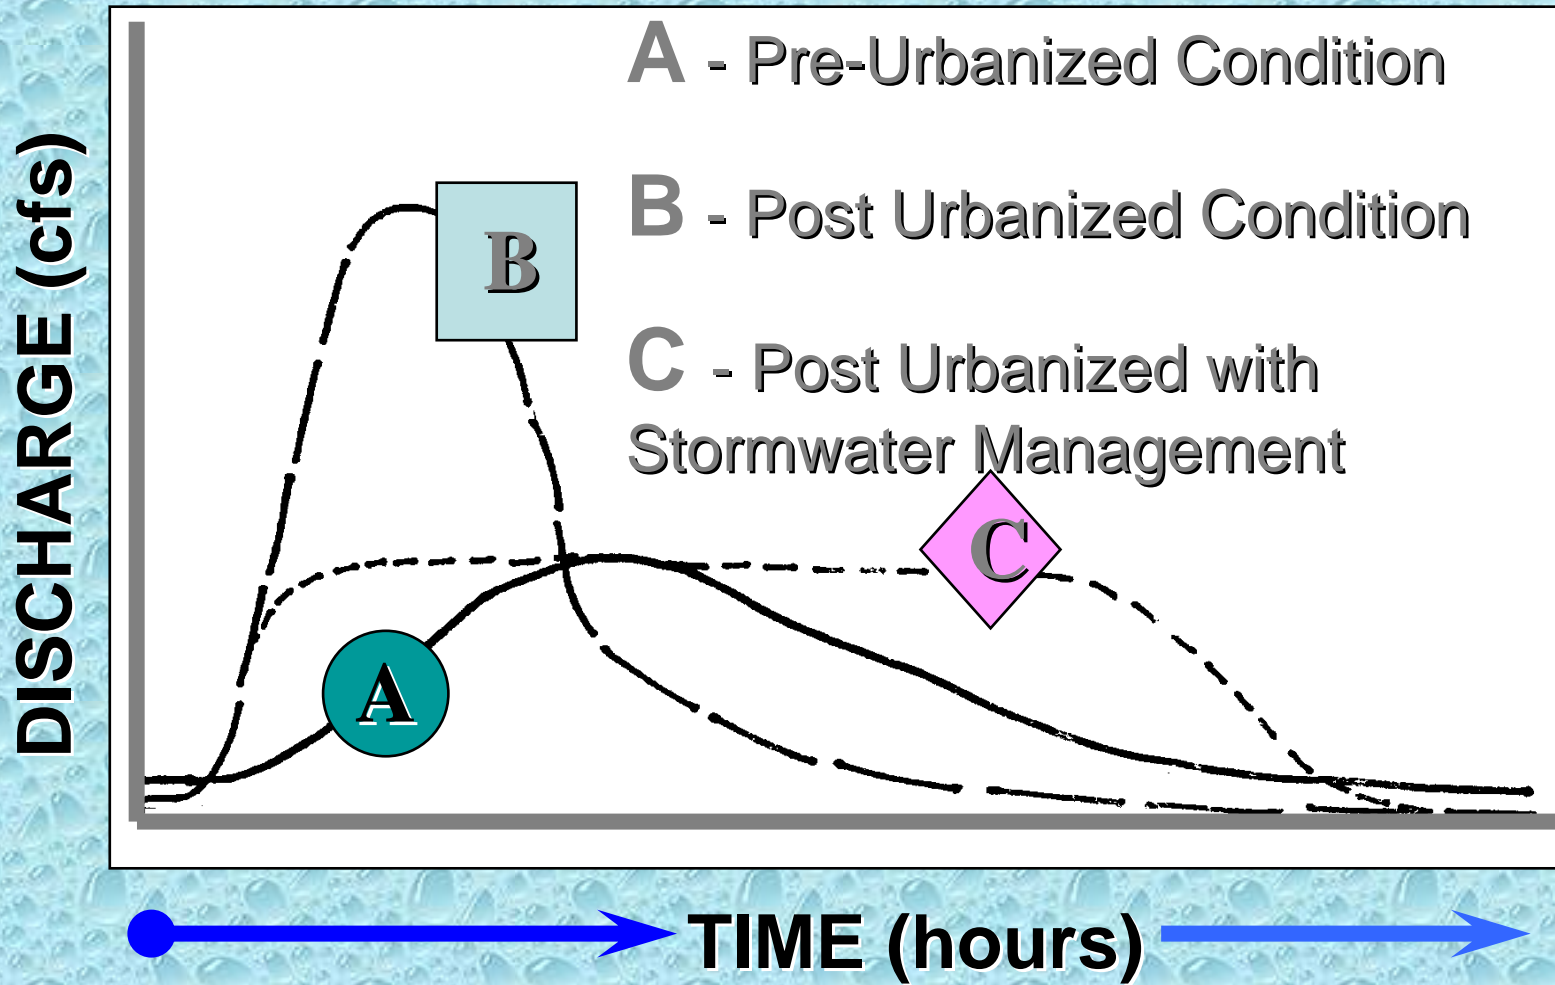 A - Pre-Urbanized Condition
B - Post Urbanized Condition
C - Post Urbanized with
Stormwater Management
B
C
A
DISCHARGE (cfs)
TIME (hours)